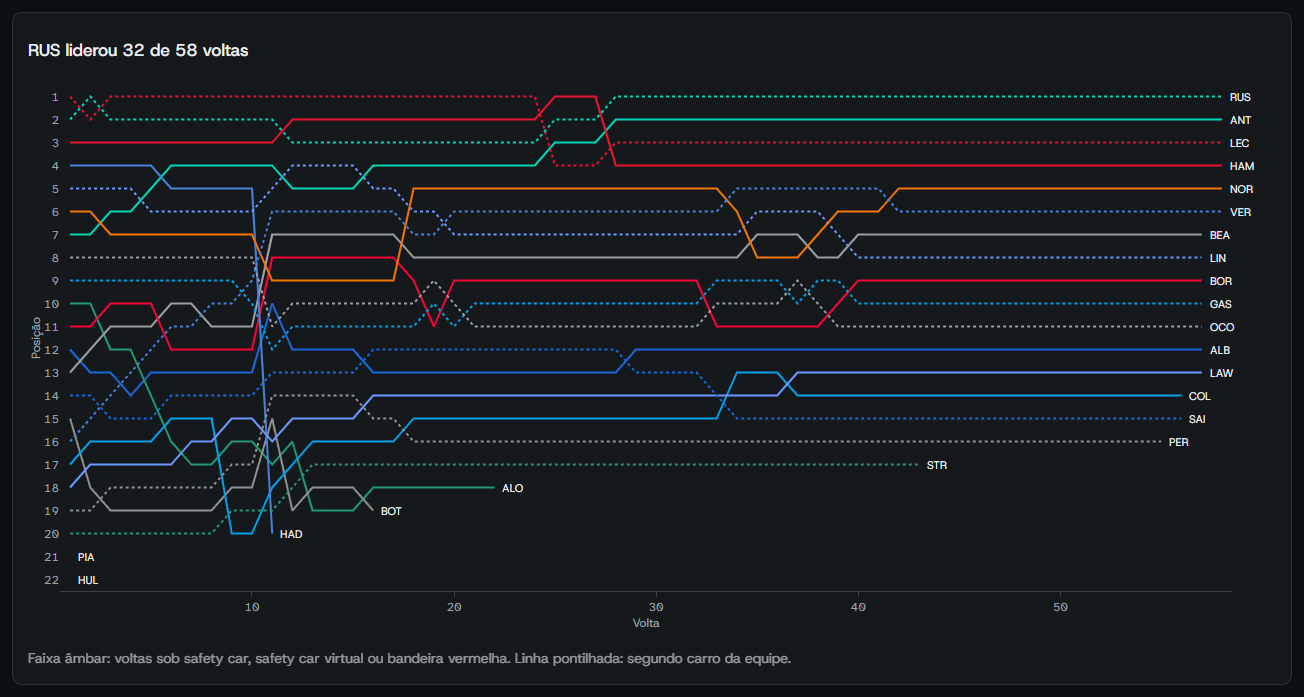 RUS liderou 32 de 58 voltas
1
RUS
2
ANT
3
LEC
4
HAM
5
NOR
6
VER
7
BEA
8
LIN
9
BOR
10
GAS
11
OCO
Posição
12
ALB
13
LAW
14
COL
15
SAI
16
PER
17
STR
18
ALO
19
BOT
20
HAD
21
PIA
22
HUL
10 20 30 40 50
Volta
Faixa âmbar: voltas sob safety car, safety car virtual ou bandeira vermelha. Linha pontilhada: segundo carro da equipe.